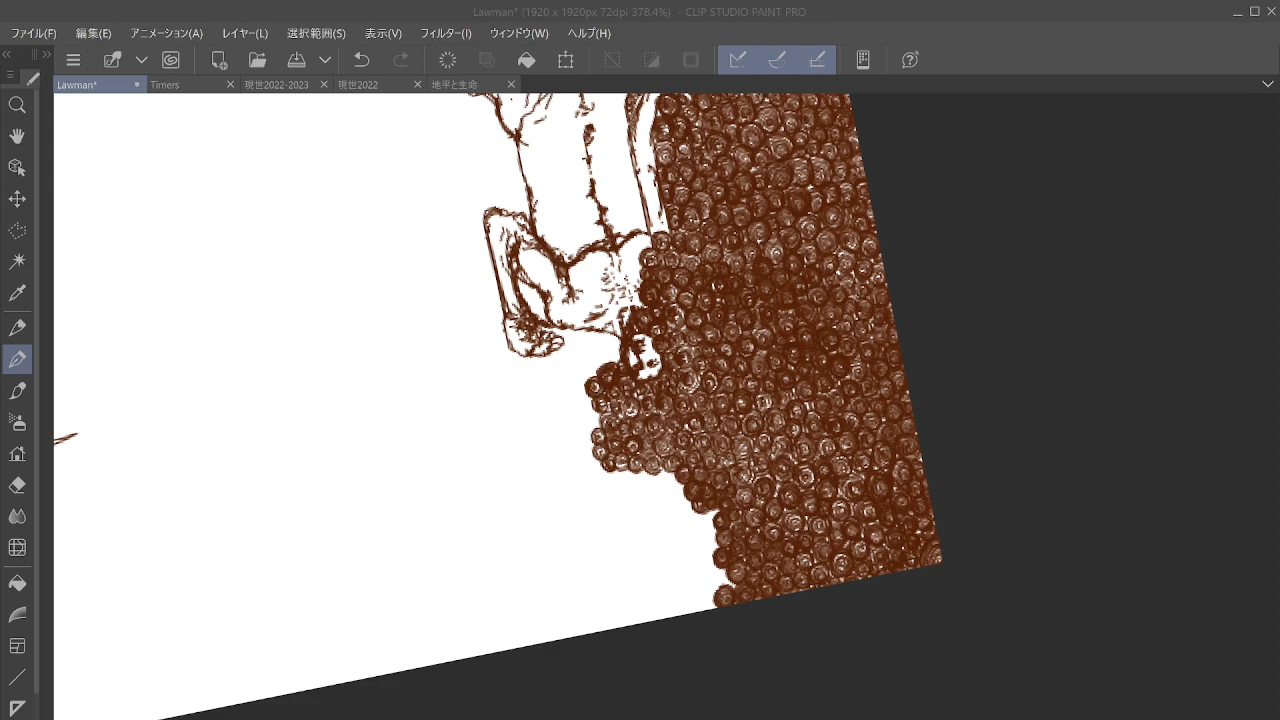 Lawman* (1920 x 1920px 72dpi 378.4%) - CLIP STUDIO PAINT PRO
ファイル(F) 編集(E) アニメーション(A) レイヤー(L) 選択範囲(S) 表示(V) フィルター(I) ウィンドウ(W) ヘルプ(H)
Lawman* Timers 現世2022-2023 現世2022 地平と生命